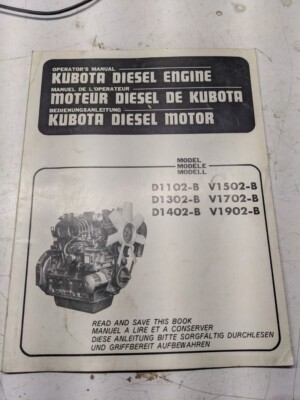 OPERATOR'S MANUAL
KUBOTA DIESEL ENGINE
MANUEL DE L'OPERATEUR
MOTEUR DIESEL DE KUBOTA
BEDIENUNGSANLEITUNG
KUBOTA DIESEL MOTOR
MODEL
MODELE
MODELL
D1102-B V1502-B
D1302-B V1702-B
D1402-B V1902-B
READ AND SAVE THIS BOOK
MANUEL A LIRE ET A CONSERVER
DIESE ANLEITUNG BITTE SORGFÄLTIG DURCHLESEN
UND GRIFFBEREIT AUFBEWAHREN